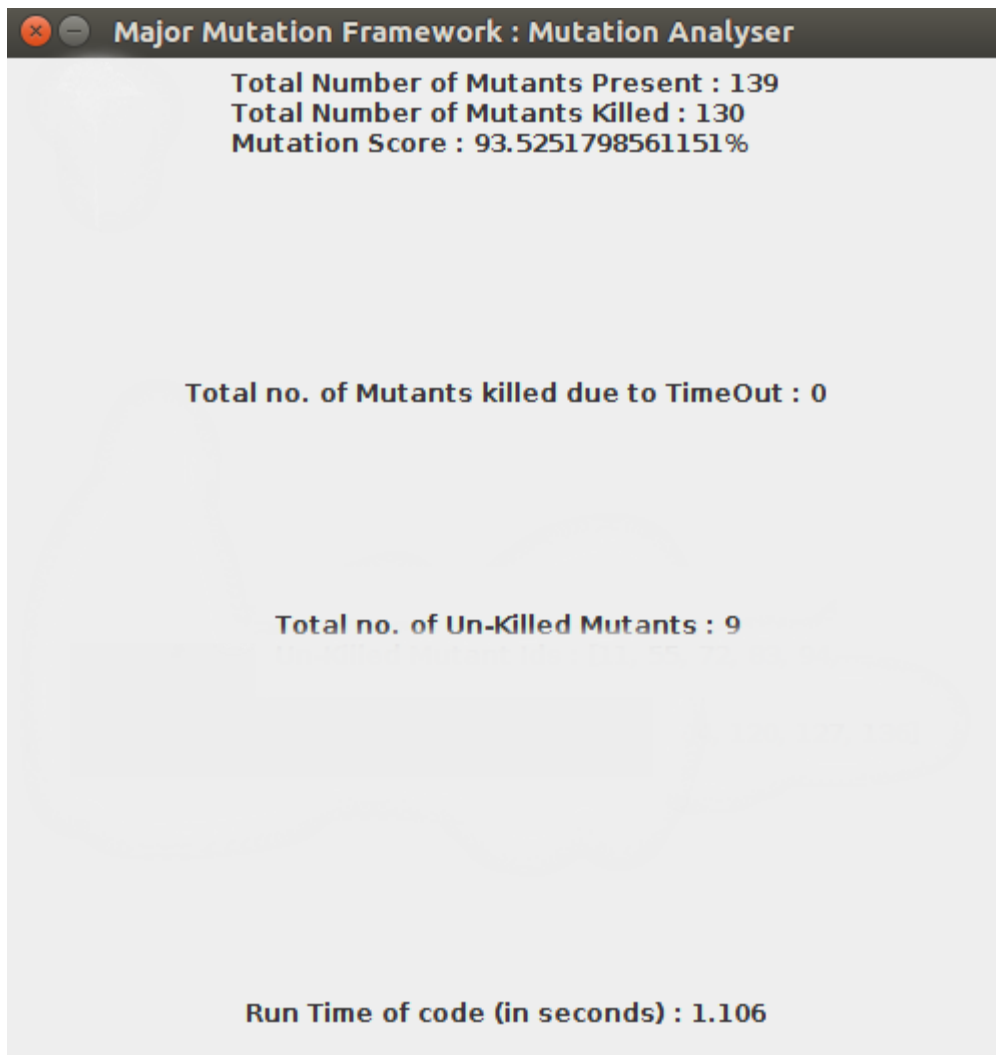 Major Mutation Framework : Mutation Analyser
Total Number of Mutants Present : 139
Total Number of Mutants Killed : 130
Mutation Score : 93.5251798561151%
Total no. of Mutants killed due to TimeOut : 0
Total no. of Un-Killed Mutants : 9
Run Time of code (in seconds) : 1.106